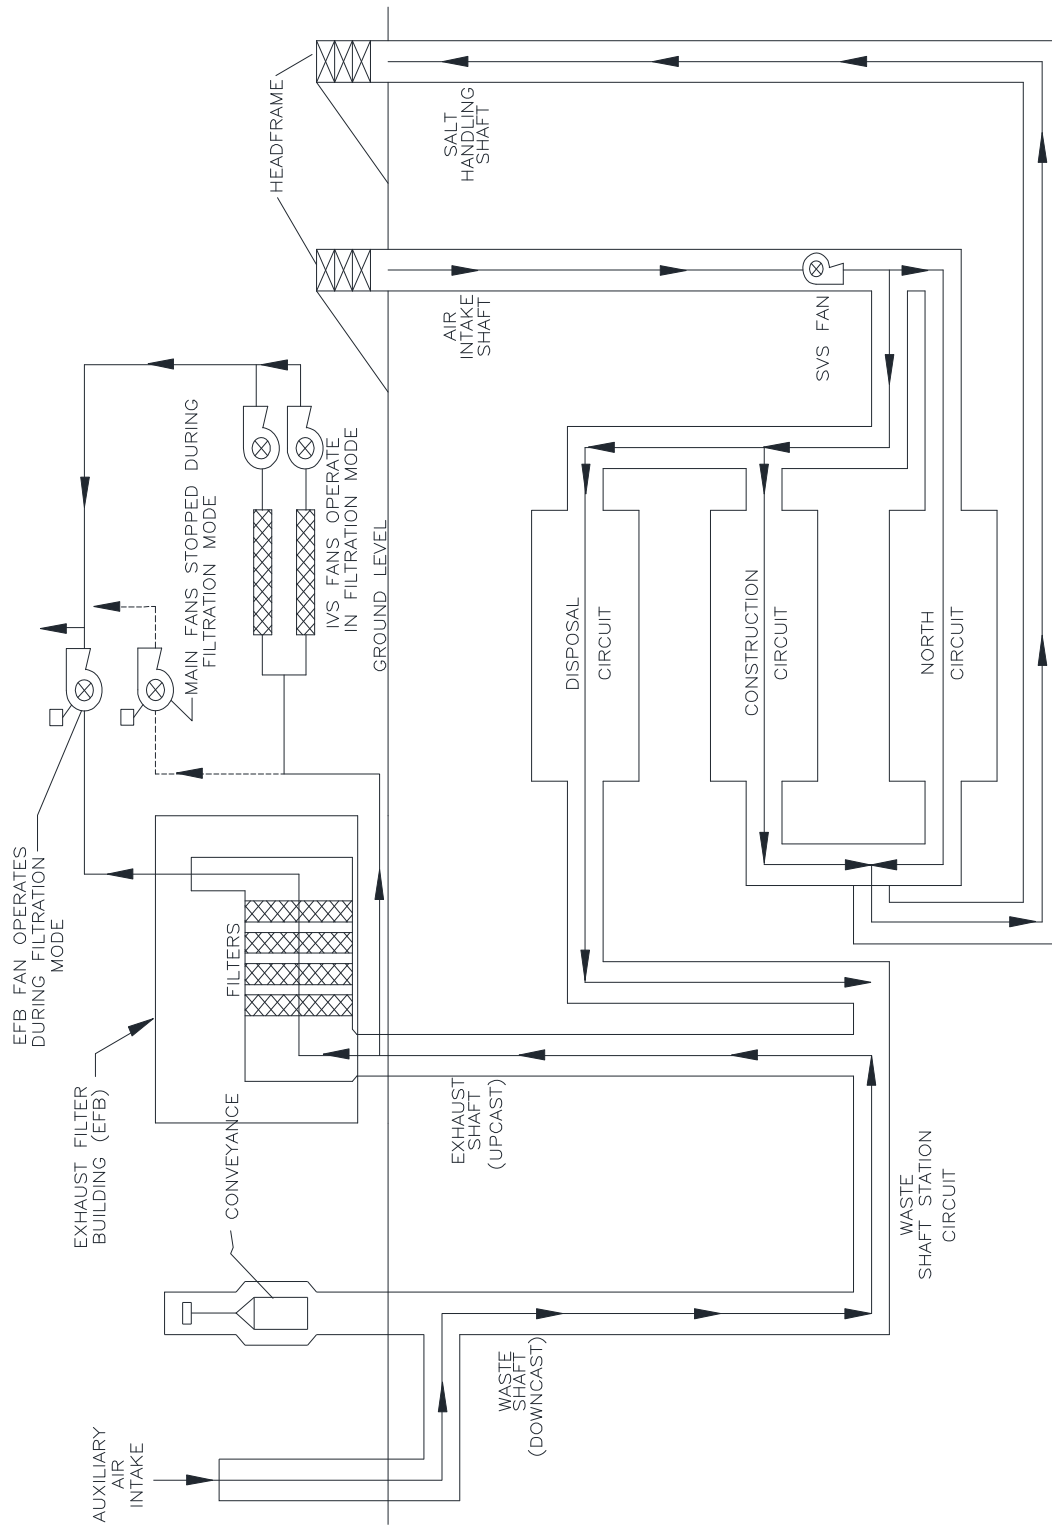 EFB FAN OPERATES
DURING FILTRATION
MODE
MAIN FANS STOPPED DURING
FILTRATION MODE
EXHAUST FILTER
BUILDING (EFB)
AUXILIARY
AIR
INTAKE
CONVEYANCE
FILTERS
IVS FANS OPERATE
IN FILTRATION MODE
HEADFRAME
GROUND LEVEL
WASTE
SHAFT
(DOWNCAST)
EXHAUST
SHAFT
(UPCAST)
AIR
INTAKE
SHAFT
SALT
HANDLING
SHAFT
DISPOSAL
CIRCUIT
CONSTRUCTION
CIRCUIT
SVS FAN
WASTE
SHAFT STATION
CIRCUIT
NORTH
CIRCUIT